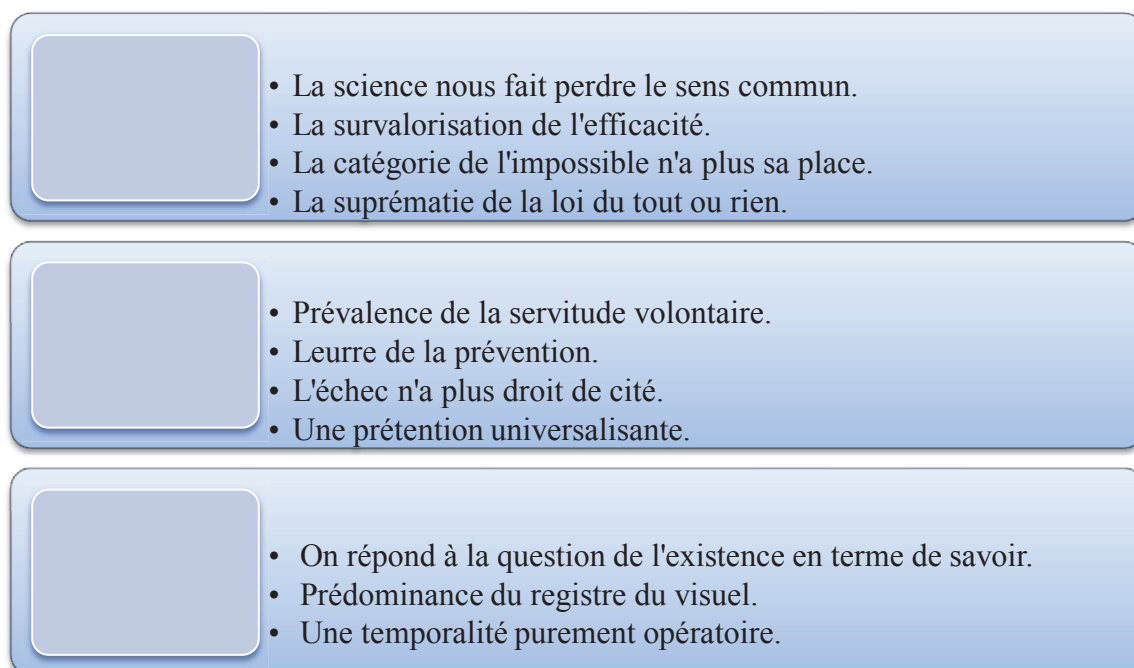 • La science nous fait perdre le sens commun.
• La survalorisation de l'efficacité.
• La catégorie de l'impossible n'a plus sa place.
• La suprématie de la loi du tout ou rien.
• Prévalence de la servitude volontaire.
• Leurre de la prévention.
• L'échec n'a plus droit de cité.
• Une prétention universalisante.
• On répond à la question de l'existence en terme de savoir.
• Prédominance du registre du visuel.
• Une temporalité purement opératoire.